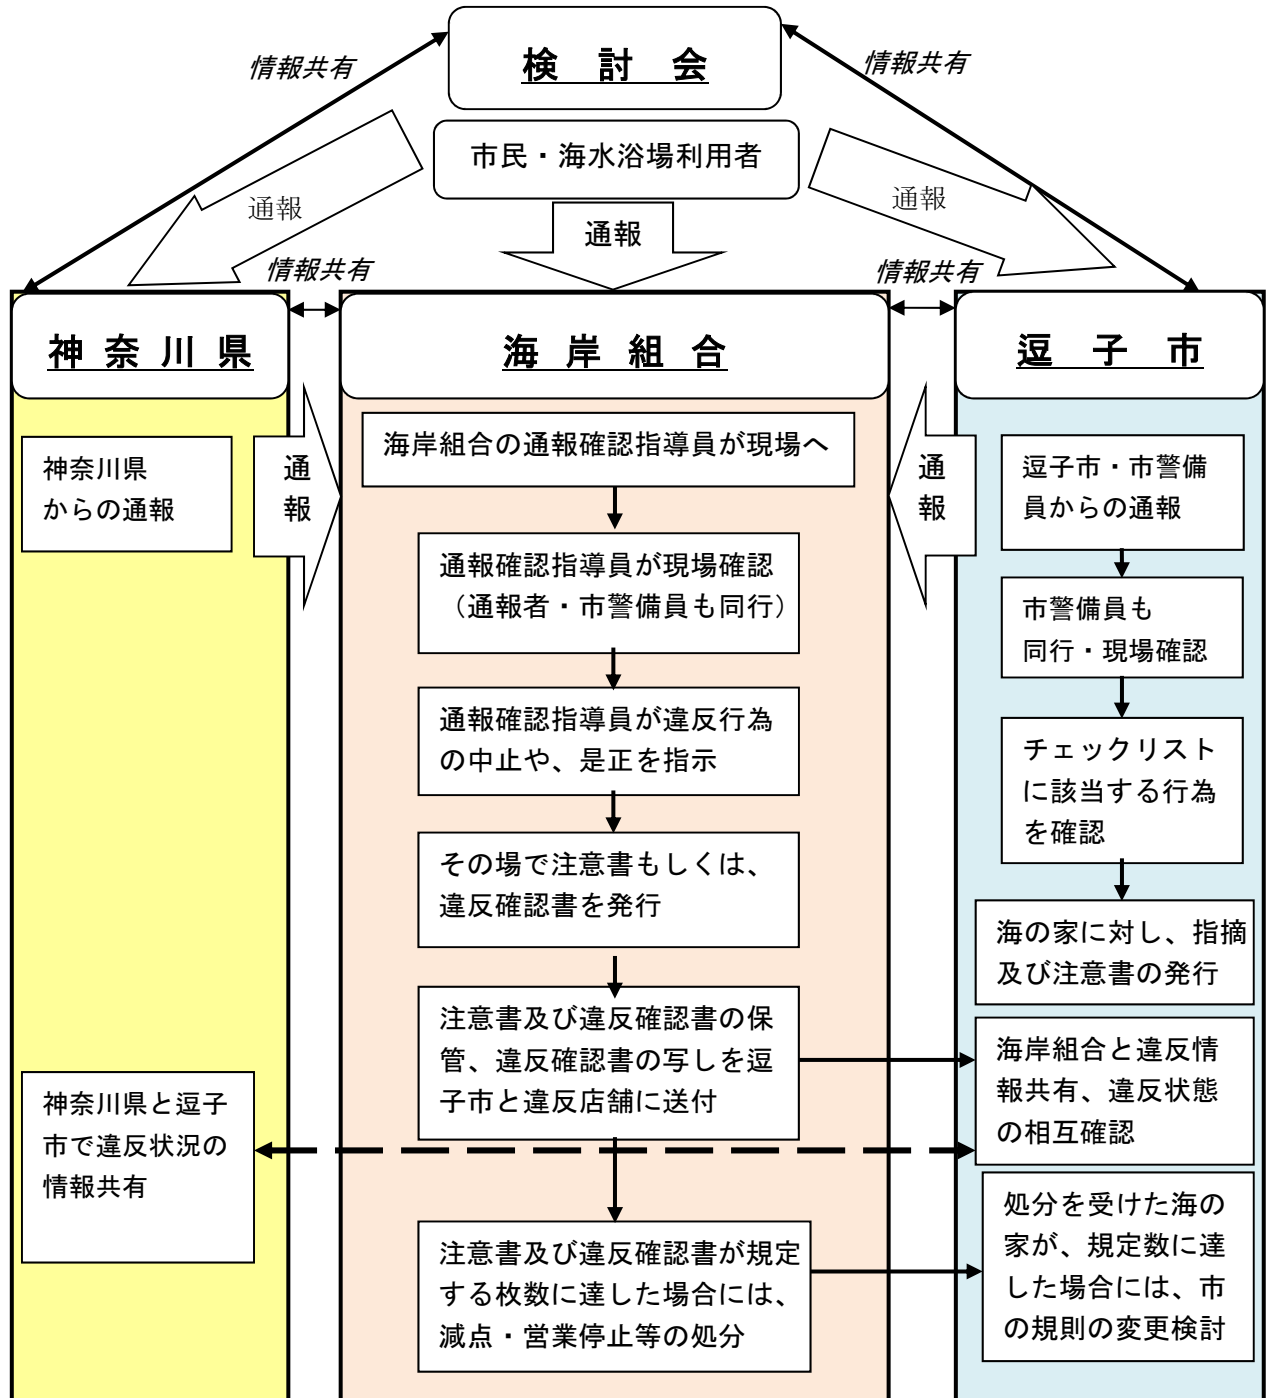 検 討 会
情報共有
情報共有
市民・海水浴場利用者
通報
通報
通報
情報共有
情報共有
神 奈 川 県
海 岸 組 合
逗 子 市
神奈川県
からの通報
通
報
海岸組合の通報確認指導員が現場へ
通報確認指導員が現場確認
（通報者・市警備員も同行）
通報確認指導員が違反行為
の中止や、是正を指示
その場で注意書もしくは、
違反確認書を発行
注意書及び違反確認書の保
管、違反確認書の写しを逗
子市と違反店舗に送付
注意書及び違反確認書が規定
する枚数に達した場合には、
減点・営業停止等の処分
通
報
逗子市・市警備
員からの通報
市警備員も
同行・現場確認
チェックリスト
に該当する行為
を確認
海の家に対し、指摘
及び注意書の発行
海岸組合と違反情
報共有、違反状態
の相互確認
処分を受けた海の
家が、規定数に達
した場合には、市
の規則の変更検討
神奈川県と逗子
市で違反状況の
情報共有